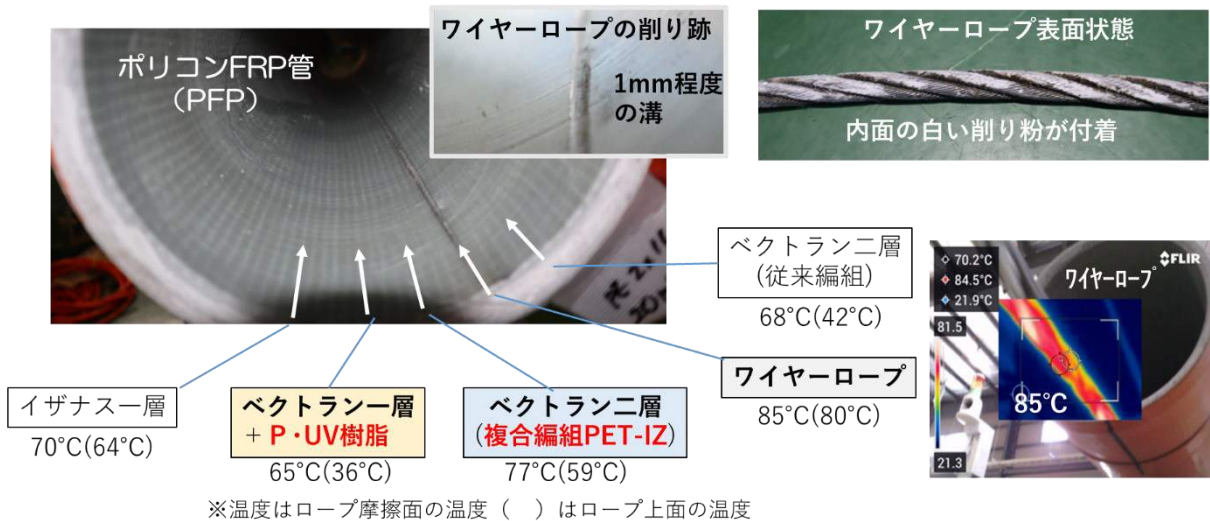 ポリコンFRP管
（PFP）
ワイヤーロープの削り跡
1mm程度
の溝
ワイヤーロープ表面状態
内面の白い削り粉が付着
ベクトラン二層
(従来編組)
68°C(42°C)
ワイヤーロープ
85°C(80°C)
イザナス一層
70°C(64°C)
ベクトラン一層
+ P・UV樹脂
65°C(36°C)
ベクトラン二層
(複合編組PET-IZ)
77°C(59°C)
※温度はロープ摩擦面の温度（　）はロープ上面の温度
70.2°C
84.5°C
21.9°C
FLIR
ワイヤーロープ
81.5
85°C
21.3